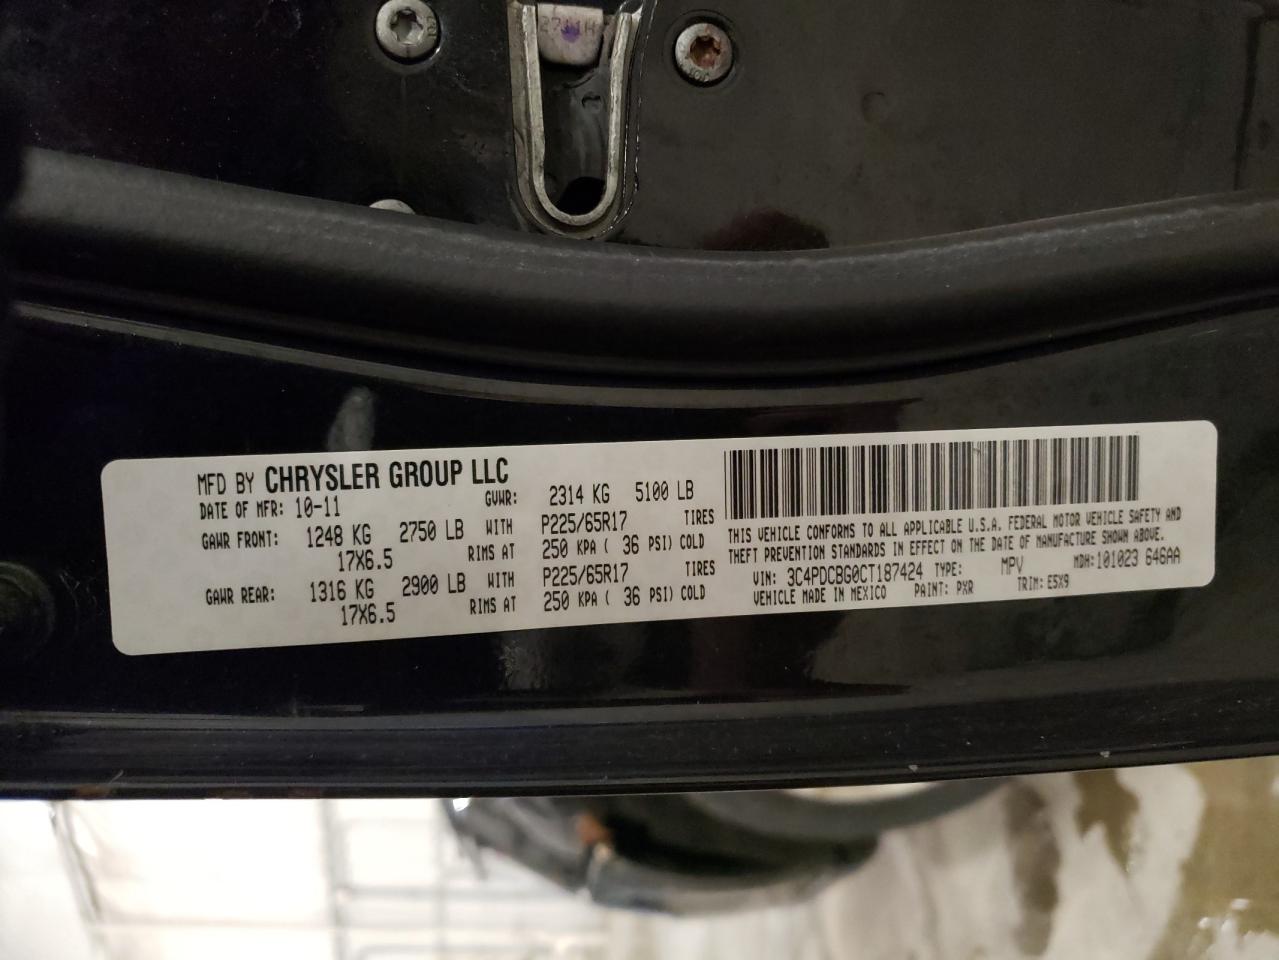 MFD BY CHRYSLER GROUP LLC
DATE OF MFR: 10-11 GVWR: 2314 KG 5100 LB
GAWR FRONT: 1248 KG 2750 LB WITH P225/65R17 TIRES
17X6.5 RIMS AT 250 KPA ( 36 PSI) COLD
GAWR REAR: 1316 KG 2900 LB WITH P225/65R17 TIRES
17X6.5 RIMS AT 250 KPA ( 36 PSI) COLD
THIS VEHICLE CONFORMS TO ALL APPLICABLE U.S.A. FEDERAL MOTOR VEHICLE SAFETY AND
THEFT PREVENTION STANDARDS IN EFFECT ON THE DATE OF MANUFACTURE SHOWN ABOVE.
VIN: 3C4PDCBG0CT187424 TYPE: MPV MDH:101023 646AA
VEHICLE MADE IN MEXICO PAINT: PXR TRIM: E5X9